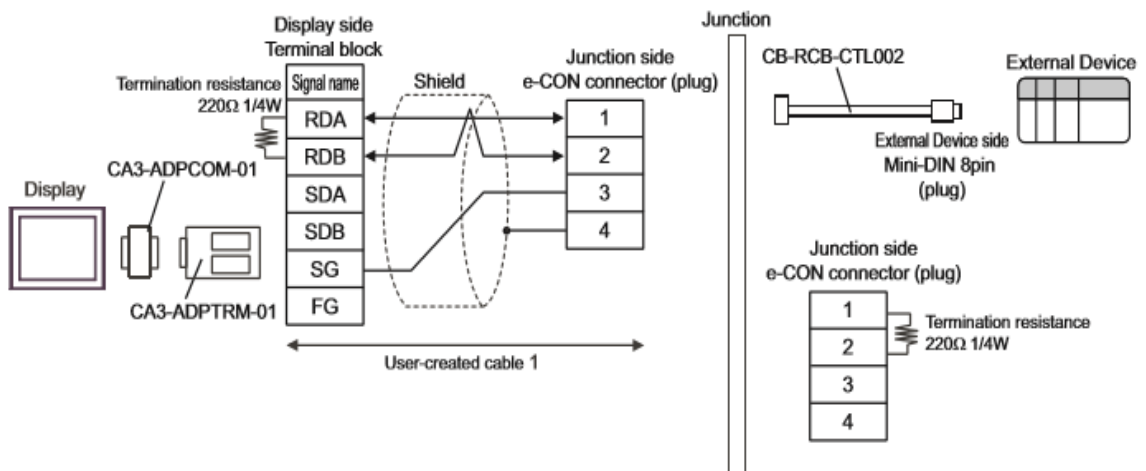 Display side
Terminal block
Termination resistance
220Ω 1/4W
Signal name
RDA
RDB
SDA
SDB
SG
FG
Shield
Junction side
e-CON connector (plug)
1
2
3
4
Display
CA3-ADPCOM-01
CA3-ADPTRM-01
User-created cable 1
Junction
CB-RCB-CTL002
External Device
External Device side
Mini-DIN 8pin
(plug)
Junction side
e-CON connector (plug)
1
2
3
4
Termination resistance
220Ω 1/4W